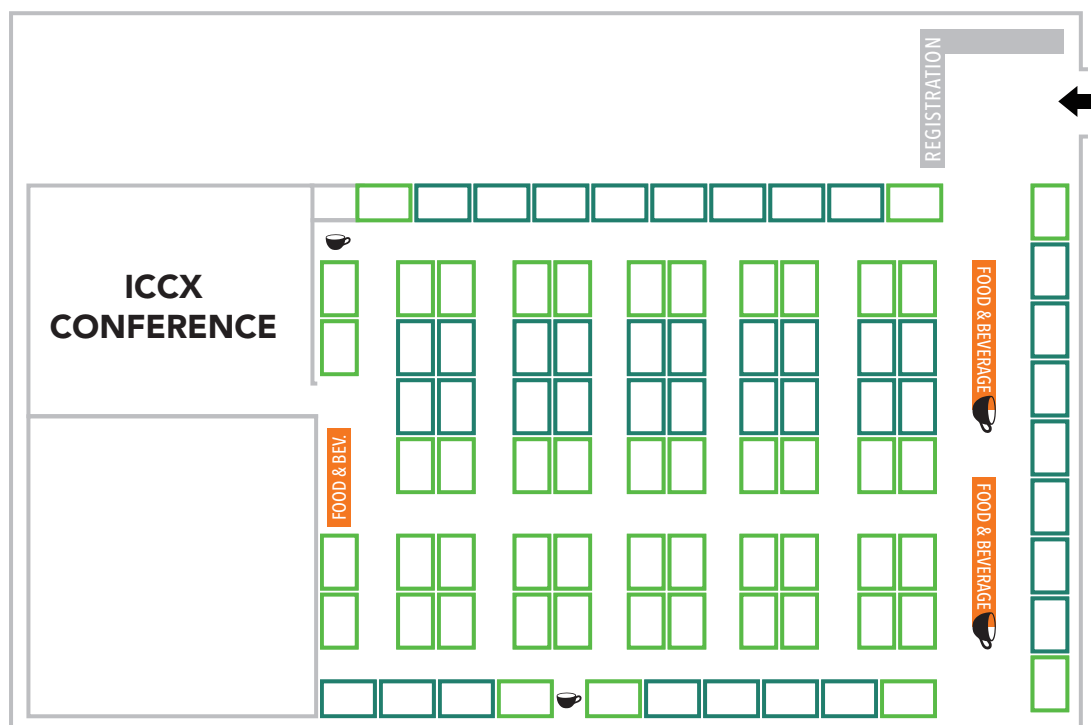 REGISTRATION
ICCX
CONFERENCE
FOOD & BEVERAGE
FOOD & BEV.
FOOD & BEVERAGE